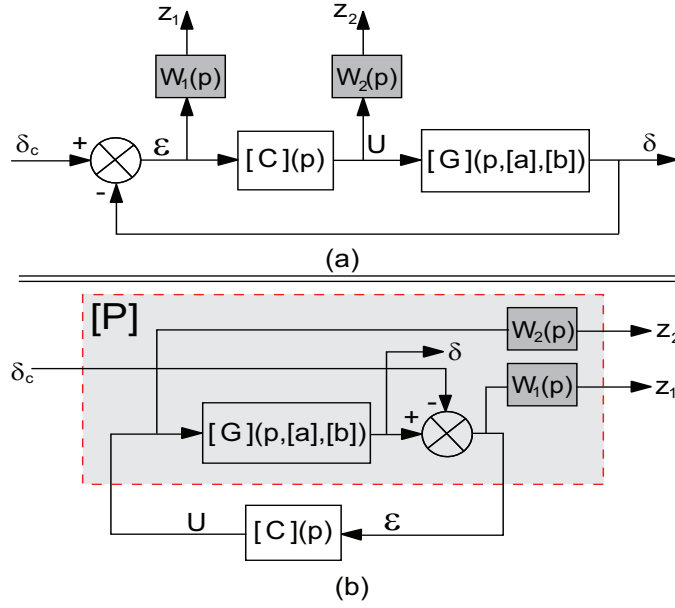 z₁ z₂
W₁(p) W₂(p)
δc + ε [C](p) U [G](p,[a],[b]) δ
-
(a)
[P]
W₂(p) z₂
δ
δc - W₁(p) z₁
[G](p,[a],[b]) +
U [C](p) ε
(b)